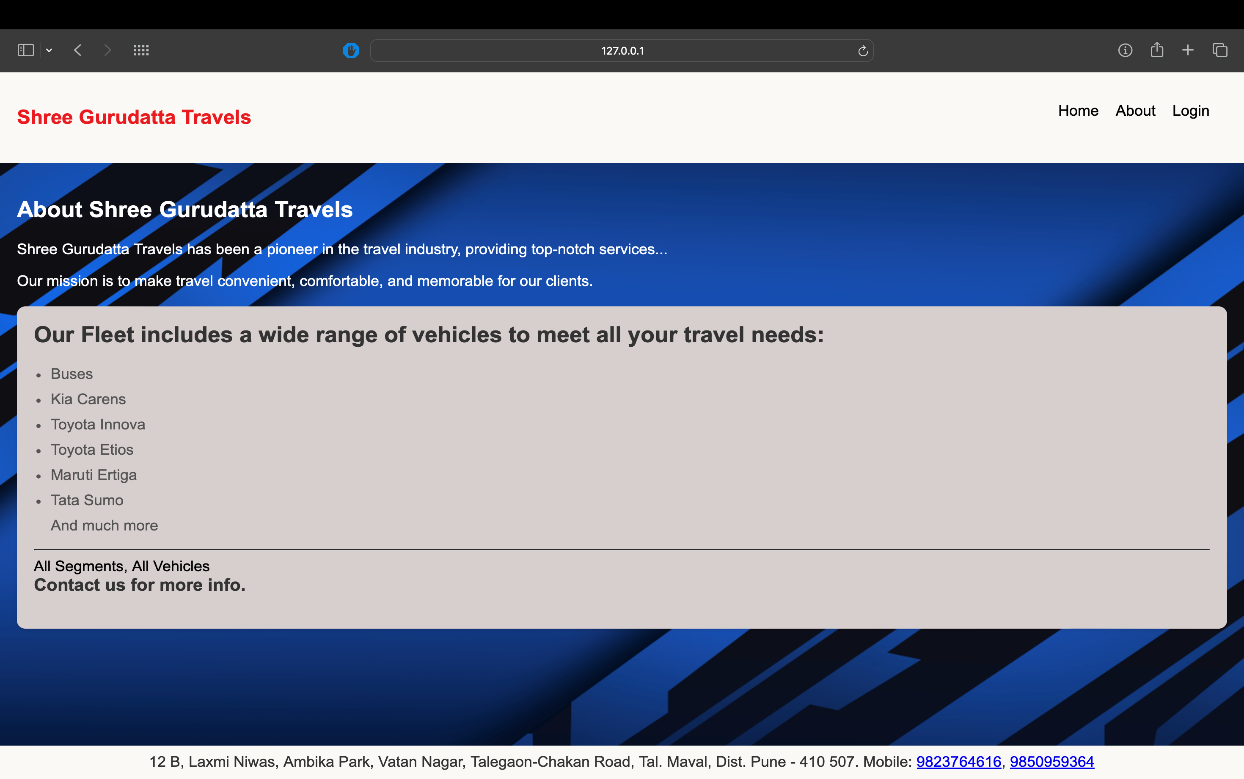 127.0.0.1
Shree Gurudatta Travels
Home About Login
About Shree Gurudatta Travels
Shree Gurudatta Travels has been a pioneer in the travel industry, providing top-notch services...
Our mission is to make travel convenient, comfortable, and memorable for our clients.
Our Fleet includes a wide range of vehicles to meet all your travel needs:
• Buses
• Kia Carens
• Toyota Innova
• Toyota Etios
• Maruti Ertiga
• Tata Sumo
And much more
All Segments, All Vehicles
Contact us for more info.
12 B, Laxmi Niwas, Ambika Park, Vatan Nagar, Talegaon-Chakan Road, Tal. Maval, Dist. Pune - 410 507. Mobile: 9823764616, 9850959364